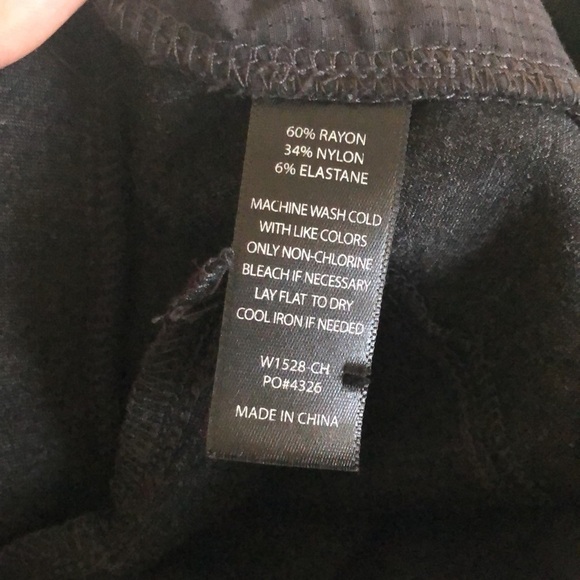 60% RAYON
34% NYLON
6% ELASTANE
MACHINE WASH COLD
WITH LIKE COLORS
ONLY NON-CHLORINE
BLEACH IF NECESSARY
LAY FLAT TO DRY
COOL IRON IF NEEDED
W1528-CH
PO#4326
MADE IN CHINA